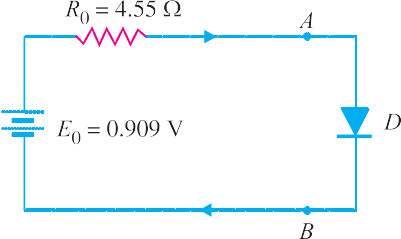 R₀ = 4.55 Ω
A
E₀ = 0.909 V
D
B